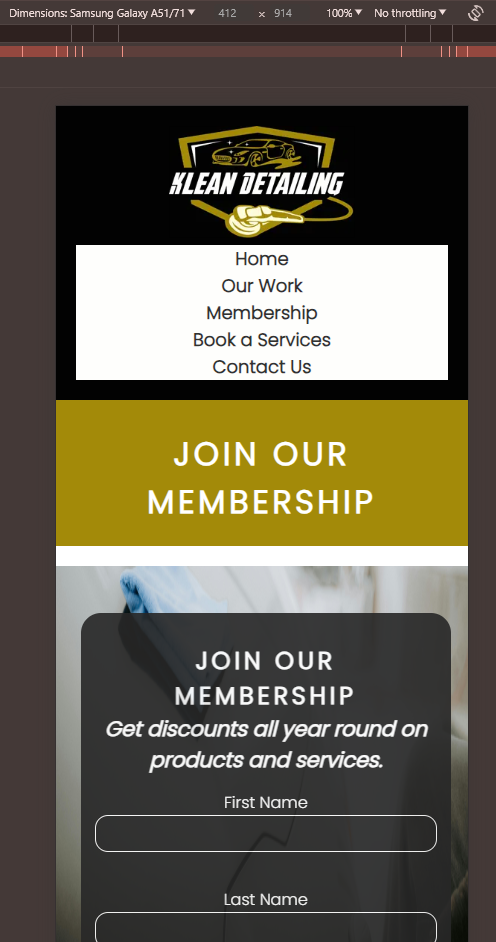 Dimensions: Samsung Galaxy A51/71 ▼ 412 × 914 100% ▼ No throttling ▼
KLEAN DETAILING
Home
Our Work
Membership
Book a Services
Contact Us
JOIN OUR
MEMBERSHIP
JOIN OUR
MEMBERSHIP
Get discounts all year round on
products and services.
First Name
Last Name